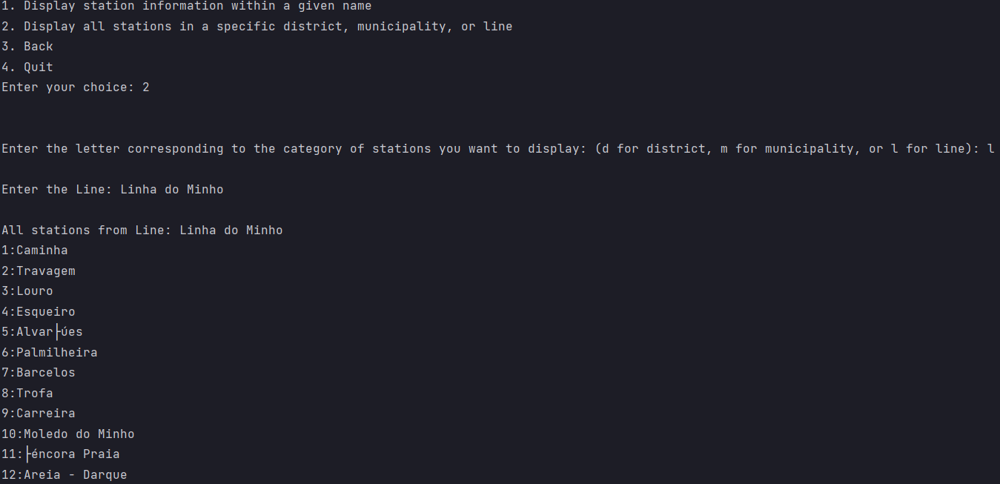 1. Display station information within a given name
2. Display all stations in a specific district, municipality, or line
3. Back
4. Quit
Enter your choice: 2
Enter the letter corresponding to the category of stations you want to display: (d for district, m for municipality, or l for line): l
Enter the Line: Linha do Minho
All stations from Line: Linha do Minho
1:Caminha
2:Travagem
3:Louro
4:Esqueiro
5:Alvar├úes
6:Palmilheira
7:Barcelos
8:Trofa
9:Carreira
10:Moledo do Minho
11:├éncora Praia
12:Areia - Darque